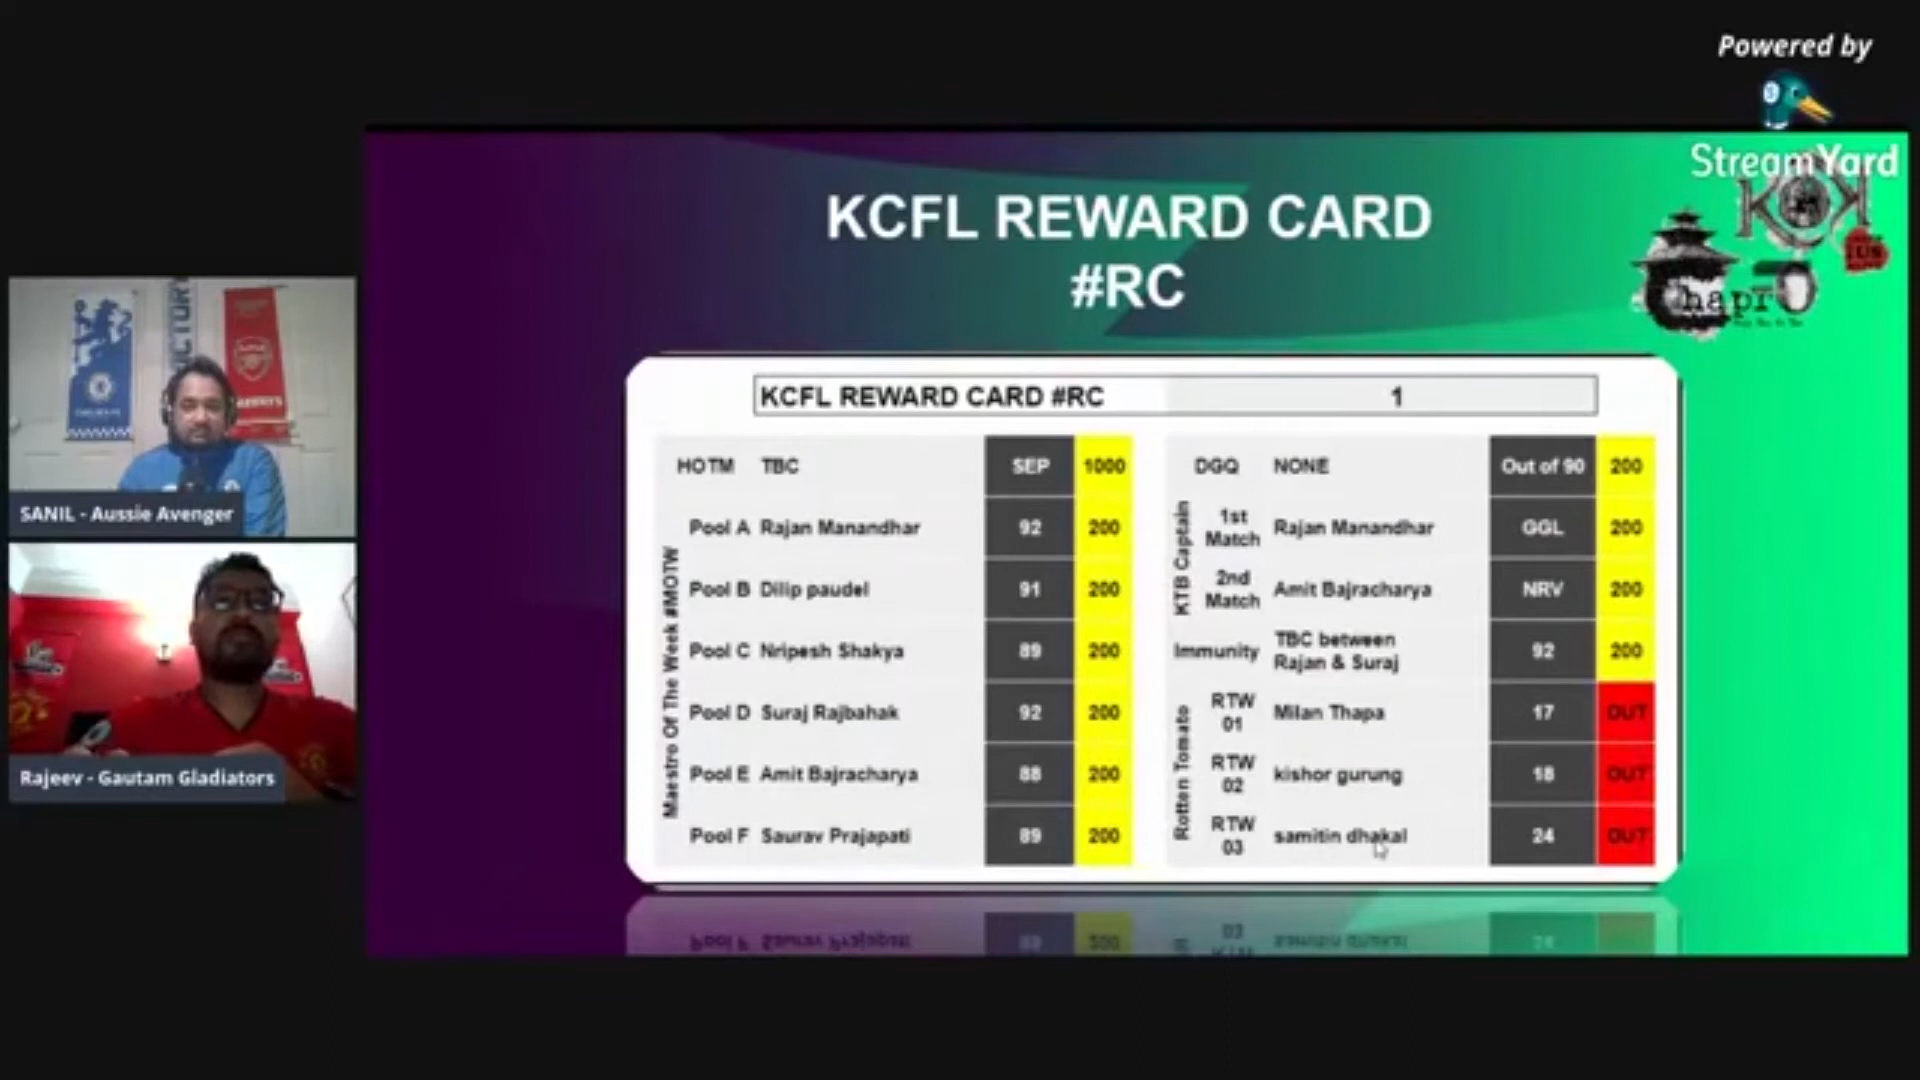 Powered by
StreamYard
KCFL REWARD CARD
#RC
KCFL REWARD CARD #RC 1
HOTM TBC SEP 1000
Maestro Of The Week #MOTW
Pool A Rajan Manandhar 92 200
Pool B Dilip paudel 91 200
Pool C Nripesh Shakya 89 200
Pool D Suraj Rajbahak 92 200
Pool E Amit Bajracharya 88 200
Pool F Saurav Prajapati 89 200
DGQ NONE Out of 90 200
KTB Captain
1st Match Rajan Manandhar GGL 200
2nd Match Amit Bajracharya NRV 200
Immunity TBC between Rajan & Suraj 92 200
Rotten Tomato
RTW 01 Milan Thapa 17 OUT
RTW 02 kishor gurung 18 OUT
RTW 03 samitin dhakal 24 OUT
SANIL - Aussie Avenger
Rajeev - Gautam Gladiators